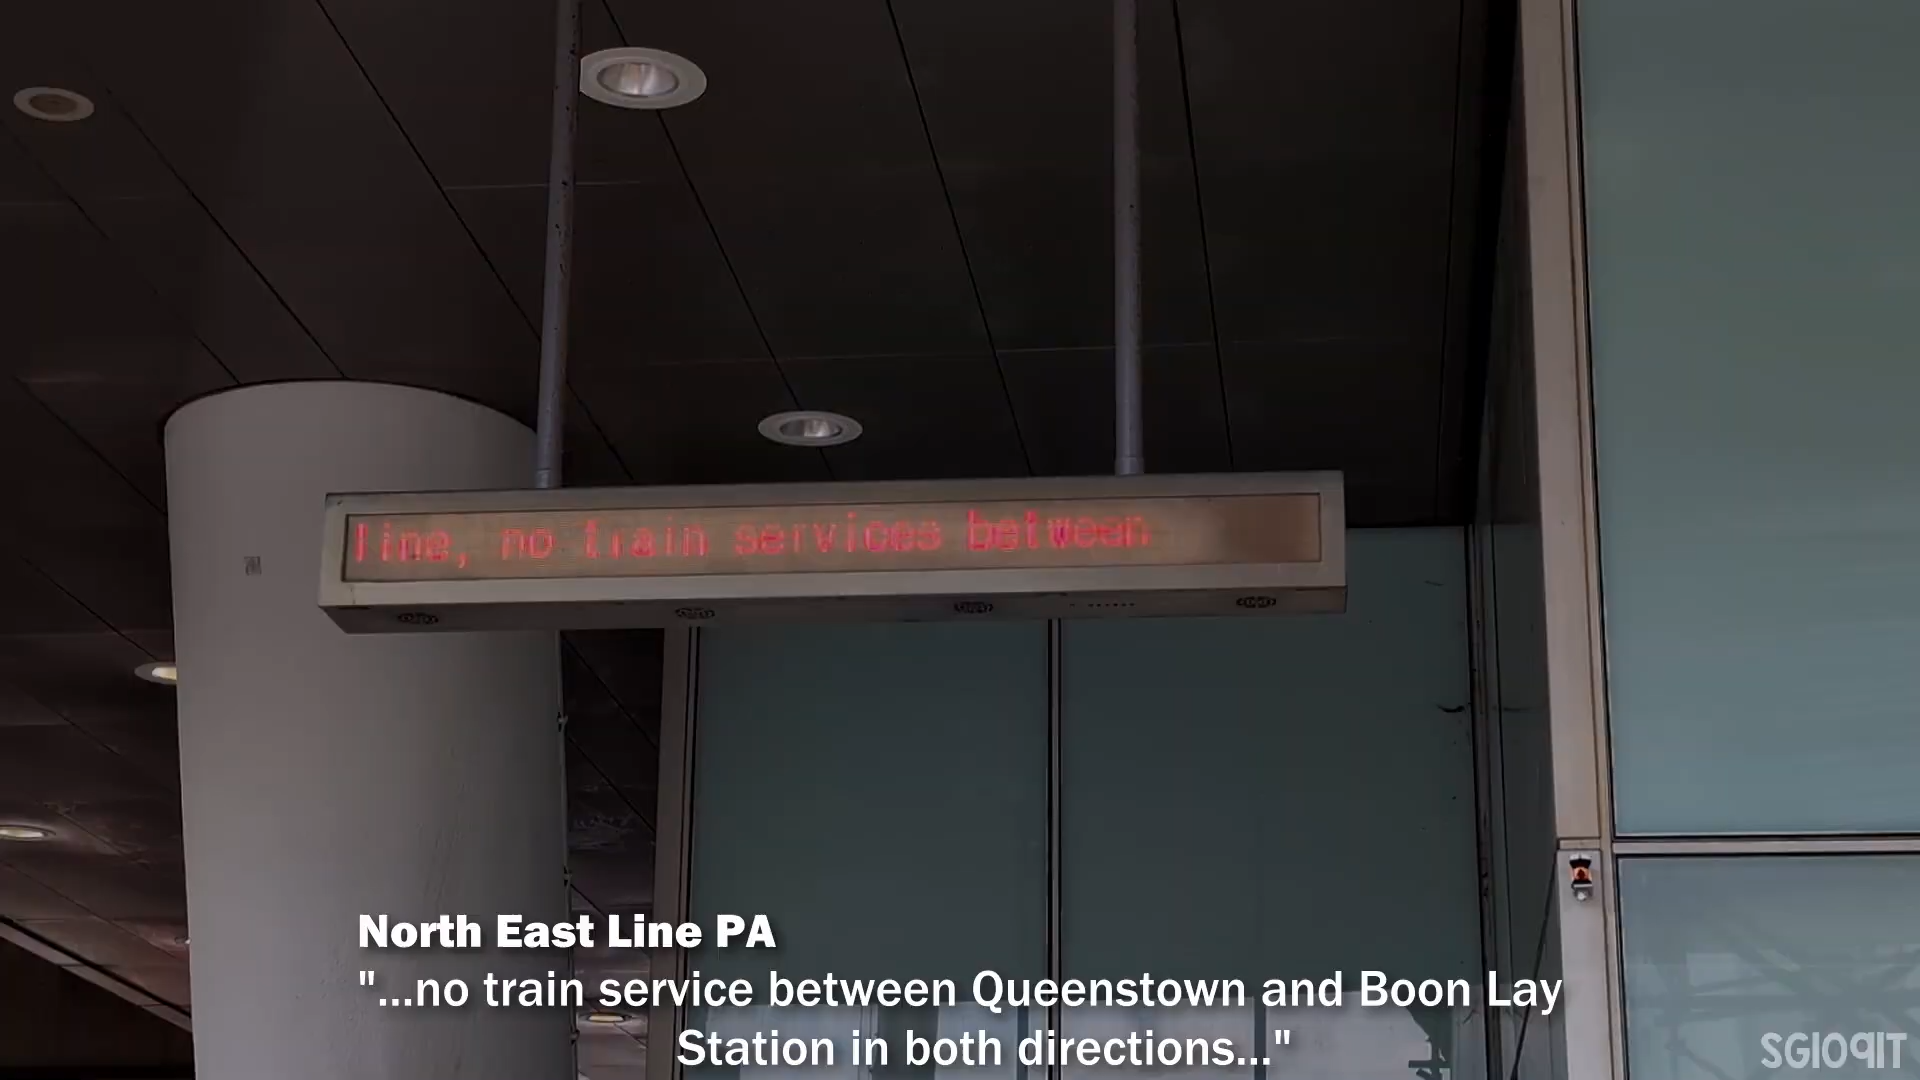 line, no train services between
North East Line PA
"...no train service between Queenstown and Boon Lay
Station in both directions..."
SGIO9IT